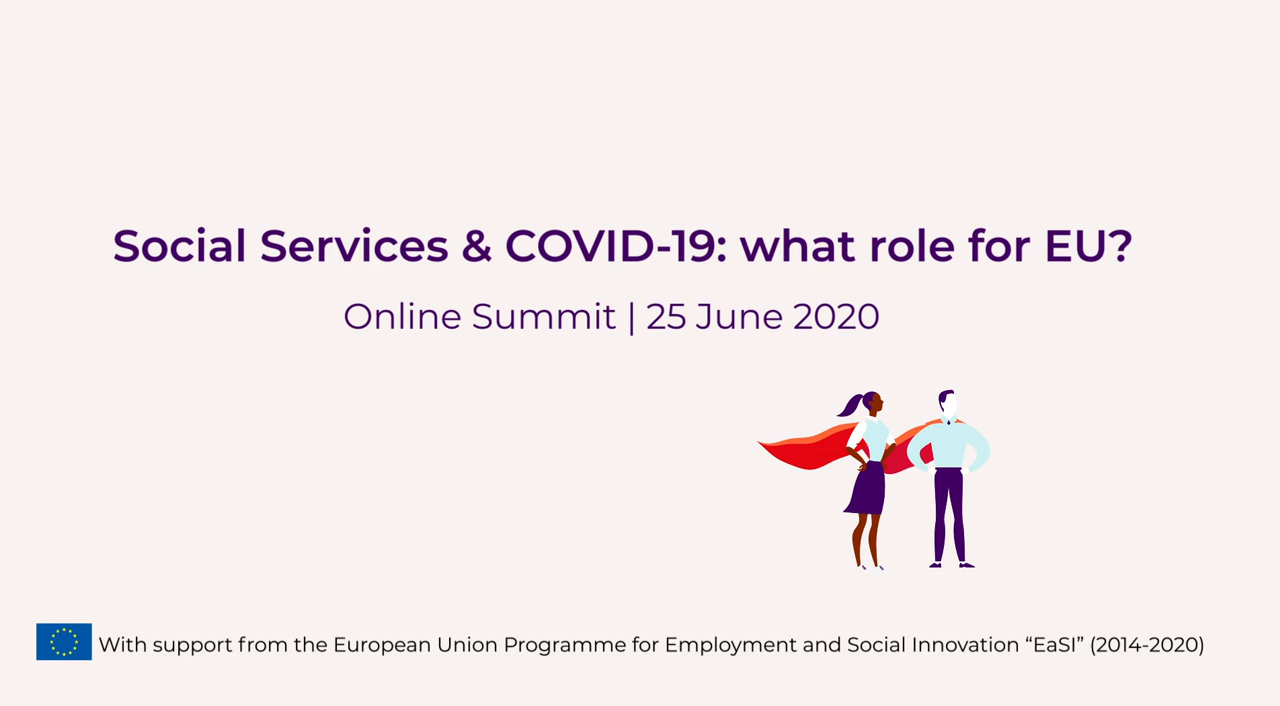 Social Services & COVID-19: what role for EU?
Online Summit | 25 June 2020
With support from the European Union Programme for Employment and Social Innovation “EaSI” (2014-2020)